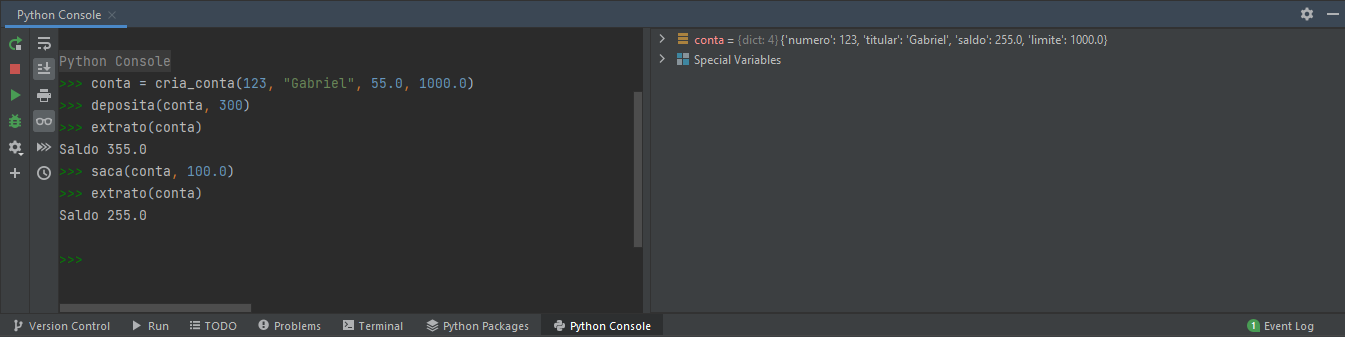 Python Console
Python Console
>>> conta = cria_conta(123, "Gabriel", 55.0, 1000.0)
>>> deposita(conta, 300)
>>> extrato(conta)
Saldo 355.0
>>> saca(conta, 100.0)
>>> extrato(conta)
Saldo 255.0
>>>
conta = {dict: 4} {'numero': 123, 'titular': 'Gabriel', 'saldo': 255.0, 'limite': 1000.0}
Special Variables
Version Control Run TODO Problems Terminal Python Packages Python Console 1 Event Log